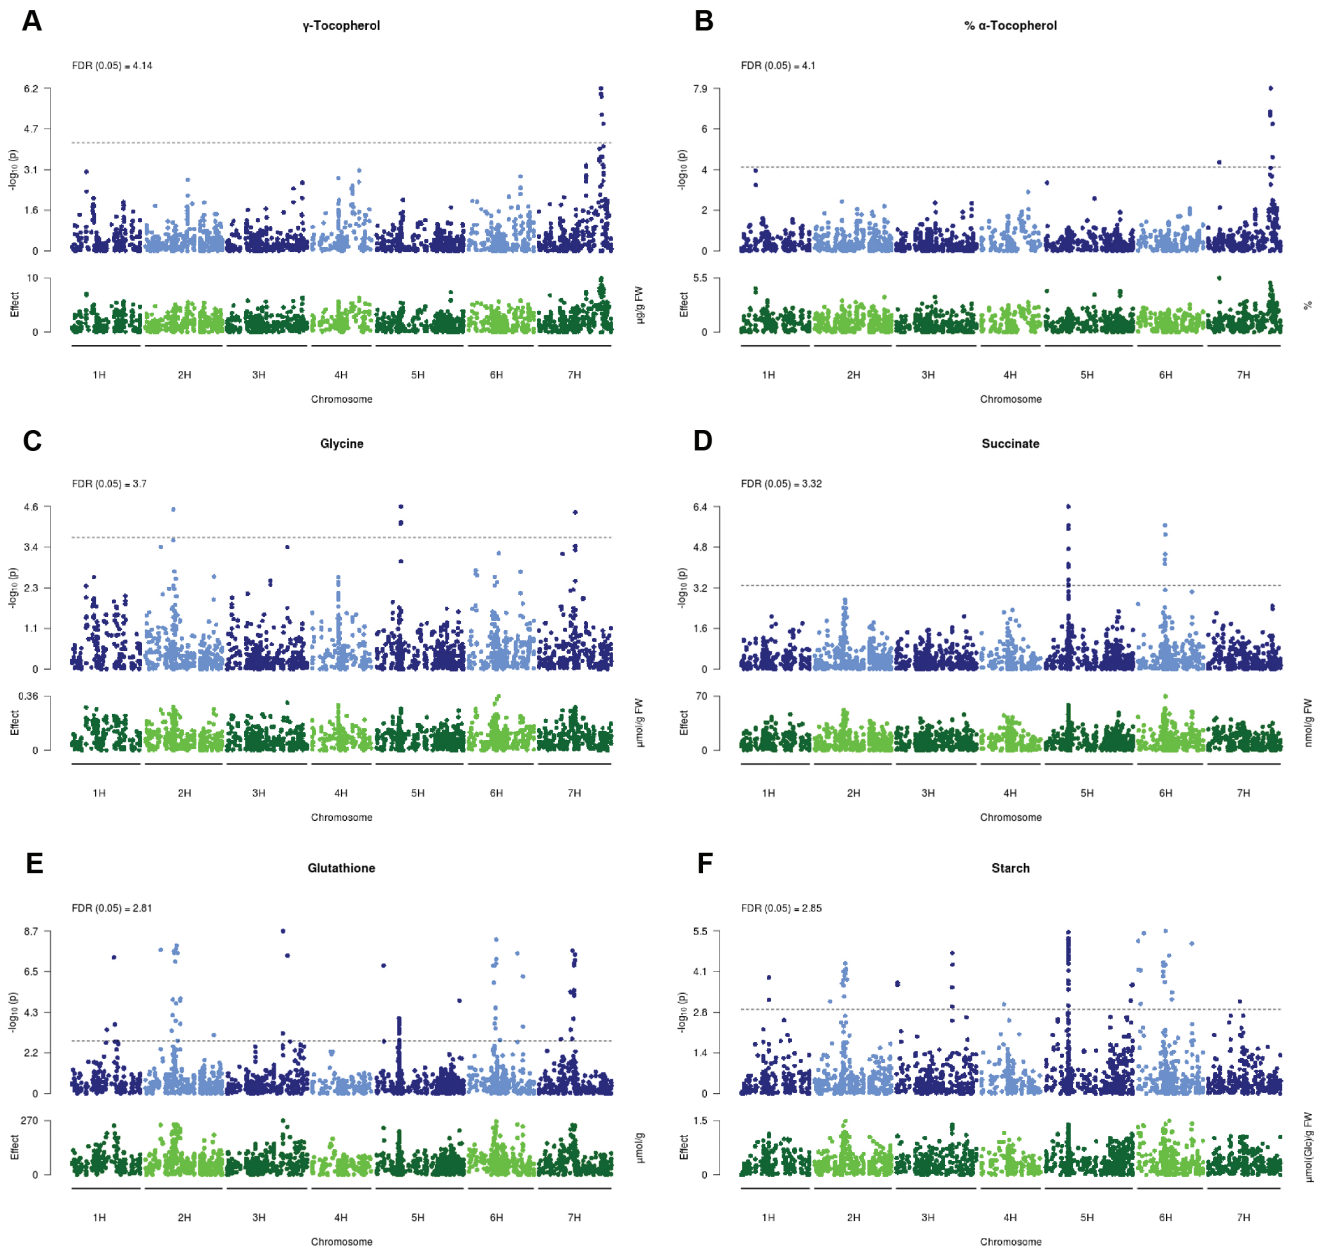 A
γ-Tocopherol
FDR (0.05) = 4.14
6.2
4.7
3.1
1.6
0
-log10 (p)
10
0
Effect
µg/g FW
1H 2H 3H 4H 5H 6H 7H
Chromosome
B
% α-Tocopherol
FDR (0.05) = 4.1
7.9
6
4
2
0
-log10 (p)
5.5
0
Effect
%
1H 2H 3H 4H 5H 6H 7H
Chromosome
C
Glycine
FDR (0.05) = 3.7
4.6
3.4
2.3
1.1
0
-log10 (p)
0.36
0
Effect
µmol/g FW
1H 2H 3H 4H 5H 6H 7H
Chromosome
D
Succinate
FDR (0.05) = 3.32
6.4
4.8
3.2
1.6
0
-log10 (p)
70
0
Effect
nmol/g FW
1H 2H 3H 4H 5H 6H 7H
Chromosome
E
Glutathione
FDR (0.05) = 2.81
8.7
6.5
4.3
2.2
0
-log10 (p)
270
0
Effect
µmol/g
1H 2H 3H 4H 5H 6H 7H
Chromosome
F
Starch
FDR (0.05) = 2.85
5.5
4.1
2.8
1.4
0
-log10 (p)
1.5
0
Effect
µmol(Glc)/g FW
1H 2H 3H 4H 5H 6H 7H
Chromosome